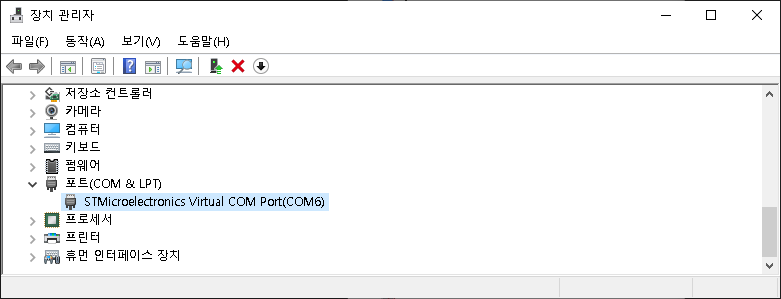 장치 관리자
파일(F) 동작(A) 보기(V) 도움말(H)
저장소 컨트롤러
카메라
컴퓨터
키보드
펌웨어
포트(COM & LPT)
STMicroelectronics Virtual COM Port(COM6)
프로세서
프린터
휴먼 인터페이스 장치